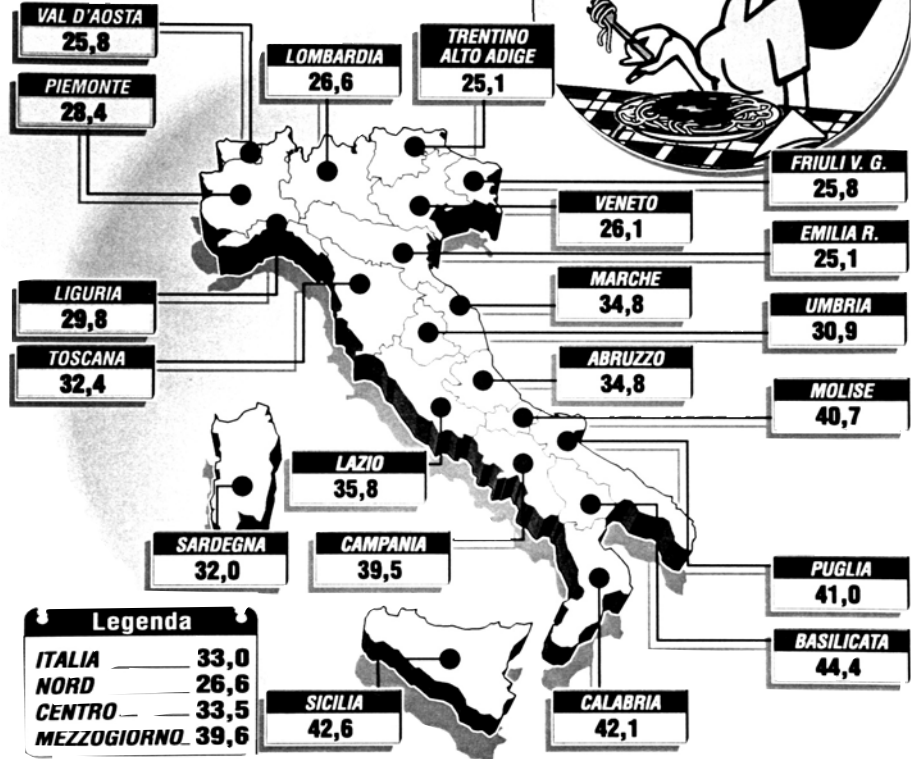 VAL D'AOSTA
25,8
PIEMONTE
28,4
LOMBARDIA
26,6
TRENTINO
ALTO ADIGE
25,1
FRIULI V. G.
25,8
VENETO
26,1
EMILIA R.
25,1
LIGURIA
29,8
MARCHE
34,8
UMBRIA
30,9
TOSCANA
32,4
ABRUZZO
34,8
MOLISE
40,7
LAZIO
35,8
SARDEGNA
32,0
CAMPANIA
39,5
PUGLIA
41,0
BASILICATA
44,4
SICILIA
42,6
CALABRIA
42,1
Legenda
ITALIA 33,0
NORD 26,6
CENTRO 33,5
MEZZOGIORNO 39,6